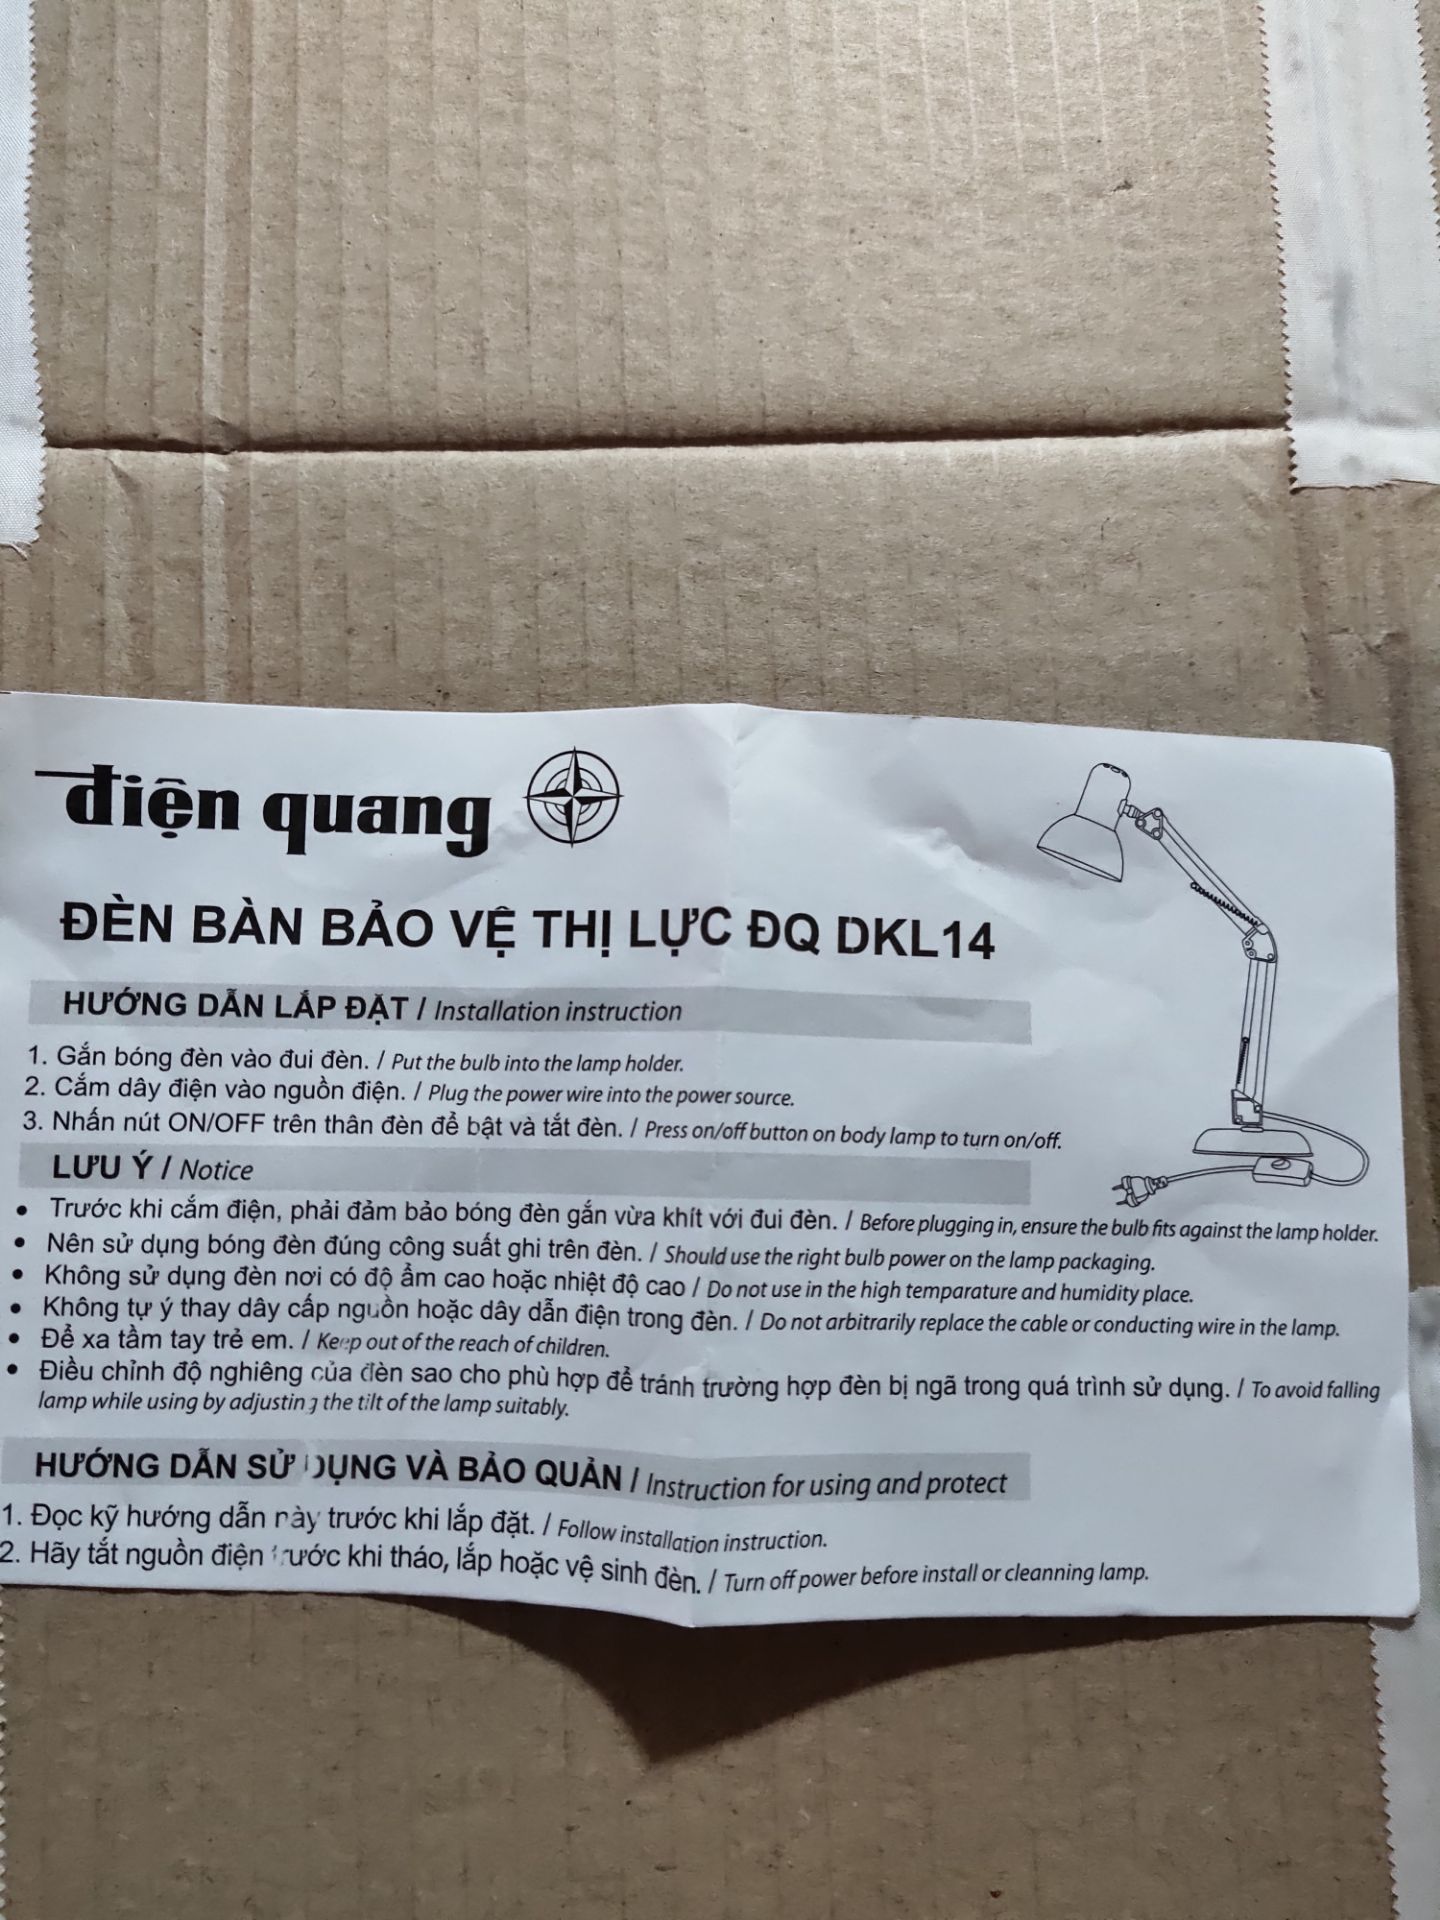 điện quang
ĐÈN BÀN BẢO VỆ THỊ LỰC ĐQ DKL14
HƯỚNG DẪN LẮP ĐẶT / Installation instruction
1. Gắn bóng đèn vào đui đèn. / Put the bulb into the lamp holder.
2. Cắm dây điện vào nguồn điện. / Plug the power wire into the power source.
3. Nhấn nút ON/OFF trên thân đèn để bật và tắt đèn. / Press on/off button on body lamp to turn on/off.
LƯU Ý / Notice
• Trước khi cắm điện, phải đảm bảo bóng đèn gắn vừa khít với đui đèn. / Before plugging in, ensure the bulb fits against the lamp holder.
• Nên sử dụng bóng đèn đúng công suất ghi trên đèn. / Should use the right bulb power on the lamp packaging.
• Không sử dụng đèn nơi có độ ẩm cao hoặc nhiệt độ cao / Do not use in the high temparature and humidity place.
• Không tự ý thay dây cấp nguồn hoặc dây dẫn điện trong đèn. / Do not arbitrarily replace the cable or conducting wire in the lamp.
• Để xa tầm tay trẻ em. / Keep out of the reach of children.
• Điều chỉnh độ nghiêng của đèn sao cho phù hợp để tránh trường hợp đèn bị ngã trong quá trình sử dụng. / To avoid falling
lamp while using by adjusting the tilt of the lamp suitably.
HƯỚNG DẪN SỬ DỤNG VÀ BẢO QUẢN / Instruction for using and protect
1. Đọc kỹ hướng dẫn này trước khi lắp đặt. / Follow installation instruction.
2. Hãy tắt nguồn điện trước khi tháo, lắp hoặc vệ sinh đèn. / Turn off power before install or cleanning lamp.